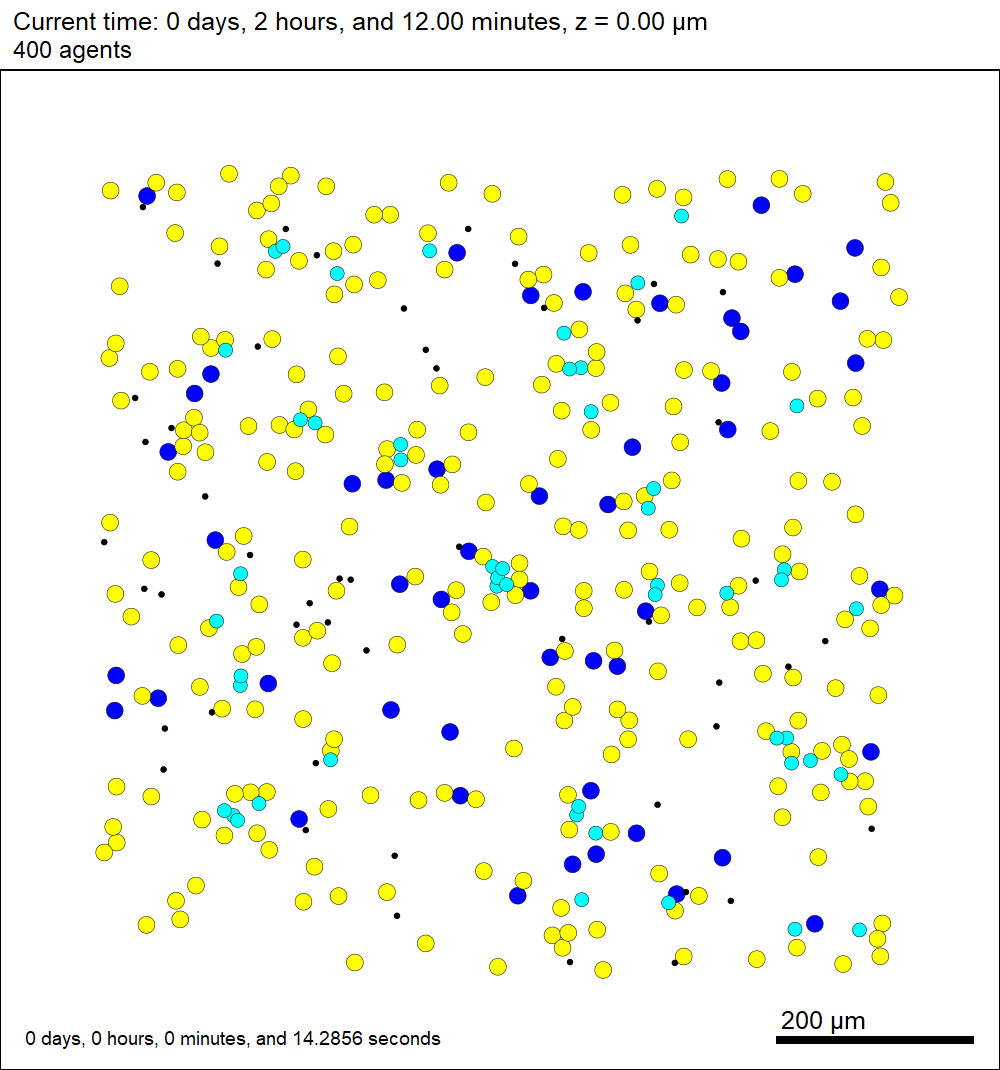 Current time: 0 days, 2 hours, and 12.00 minutes, z = 0.00 µm
400 agents
200 µm
0 days, 0 hours, 0 minutes, and 14.2856 seconds